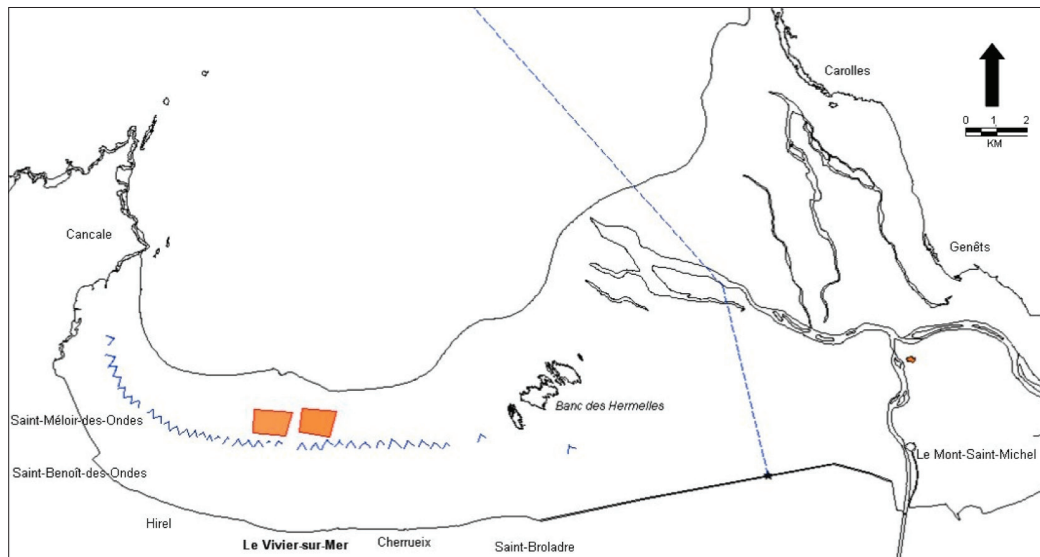 Carolles
0 1 2
KM
Cancale
Genêts
Banc des Hermelles
Saint-Méloir-des-Ondes
Le Mont-Saint-Michel
Saint-Benoît-des-Ondes
Hirel
Le Vivier-sur-Mer
Cherrueix
Saint-Broladre